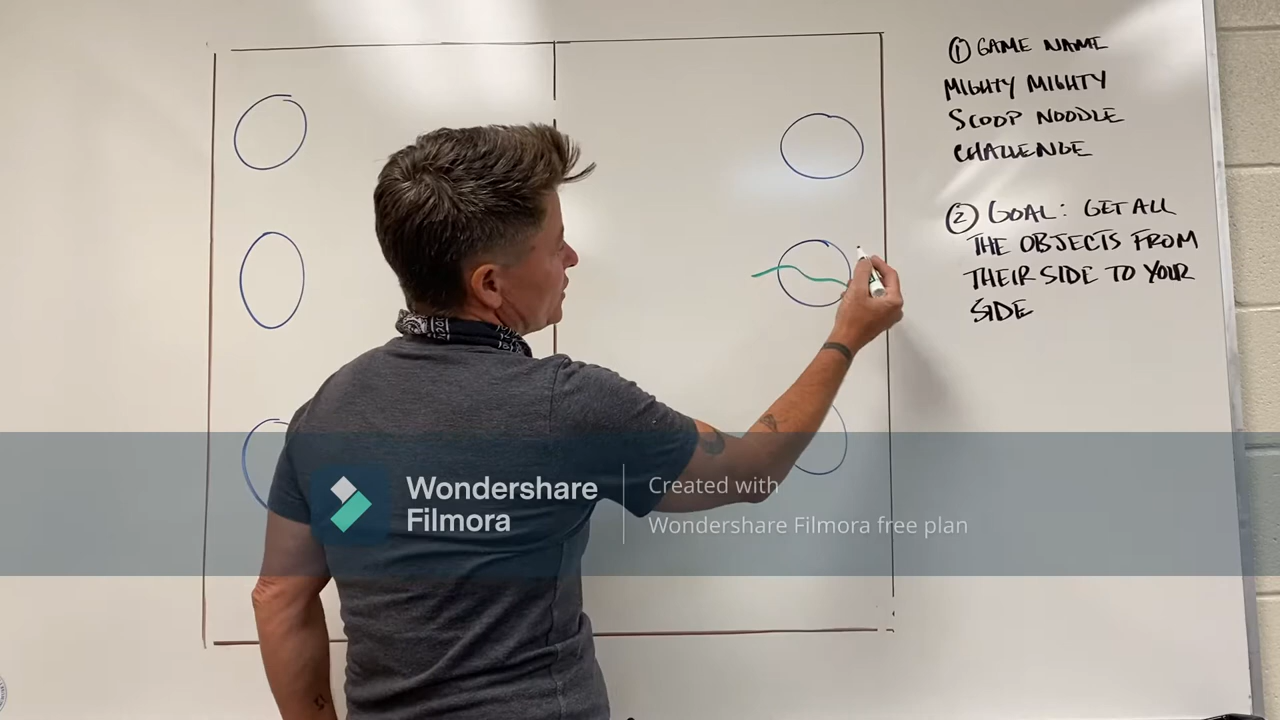 ① GAME NAME
MIGHTY MIGHTY
SCOOP NOODLE
CHALLENGE
② GOAL: GET ALL
THE OBJECTS FROM
THEIR SIDE TO YOUR
SIDE
Wondershare
Filmora
Created with
Wondershare Filmora free plan